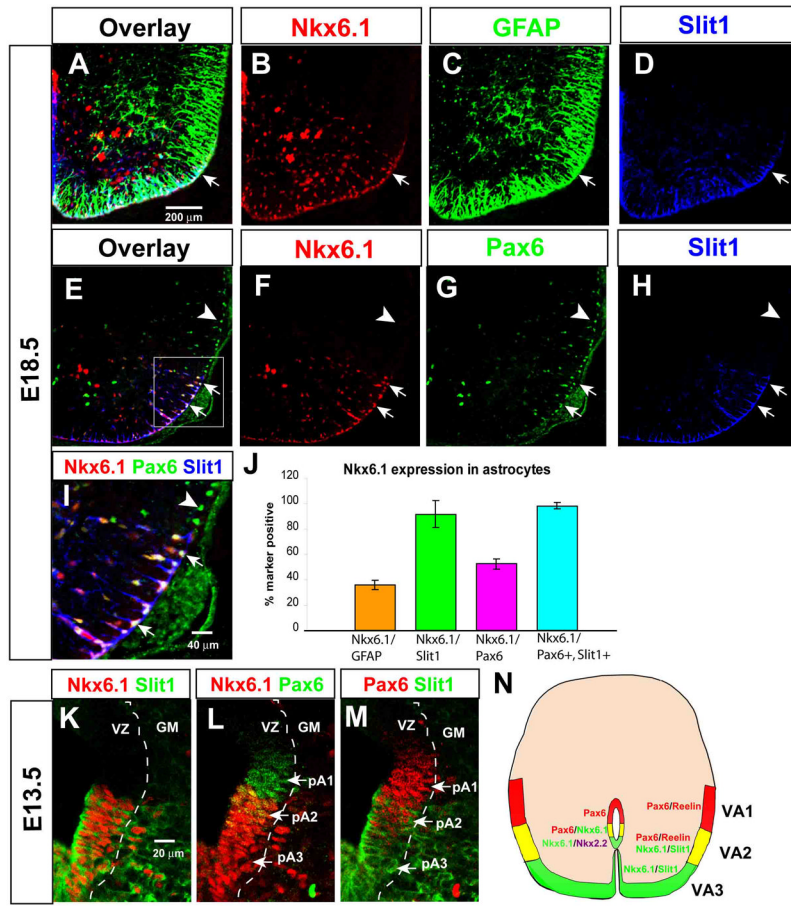 Overlay
Nkx6.1
GFAP
Slit1
A
B
C
D
200 µm
Overlay
Nkx6.1
Pax6
Slit1
E
F
G
H
E18.5
Nkx6.1 Pax6 Slit1
I
40 µm
J
Nkx6.1 expression in astrocytes
% marker positive
120
100
80
60
40
20
0
Nkx6.1/
GFAP
Nkx6.1/
Slit1
Nkx6.1/
Pax6
Nkx6.1/
Pax6+, Slit1+
E13.5
Nkx6.1 Slit1
Nkx6.1 Pax6
Pax6 Slit1
K
VZ
GM
20 µm
L
VZ
GM
pA1
pA2
pA3
M
VZ
GM
pA1
pA2
pA3
N
Pax6
Pax6/Nkx6.1
Nkx6.1/Nkx2.2
Pax6/Reelin
Pax6/Reelin
Nkx6.1/Slit1
Nkx6.1/Slit1
VA1
VA2
VA3